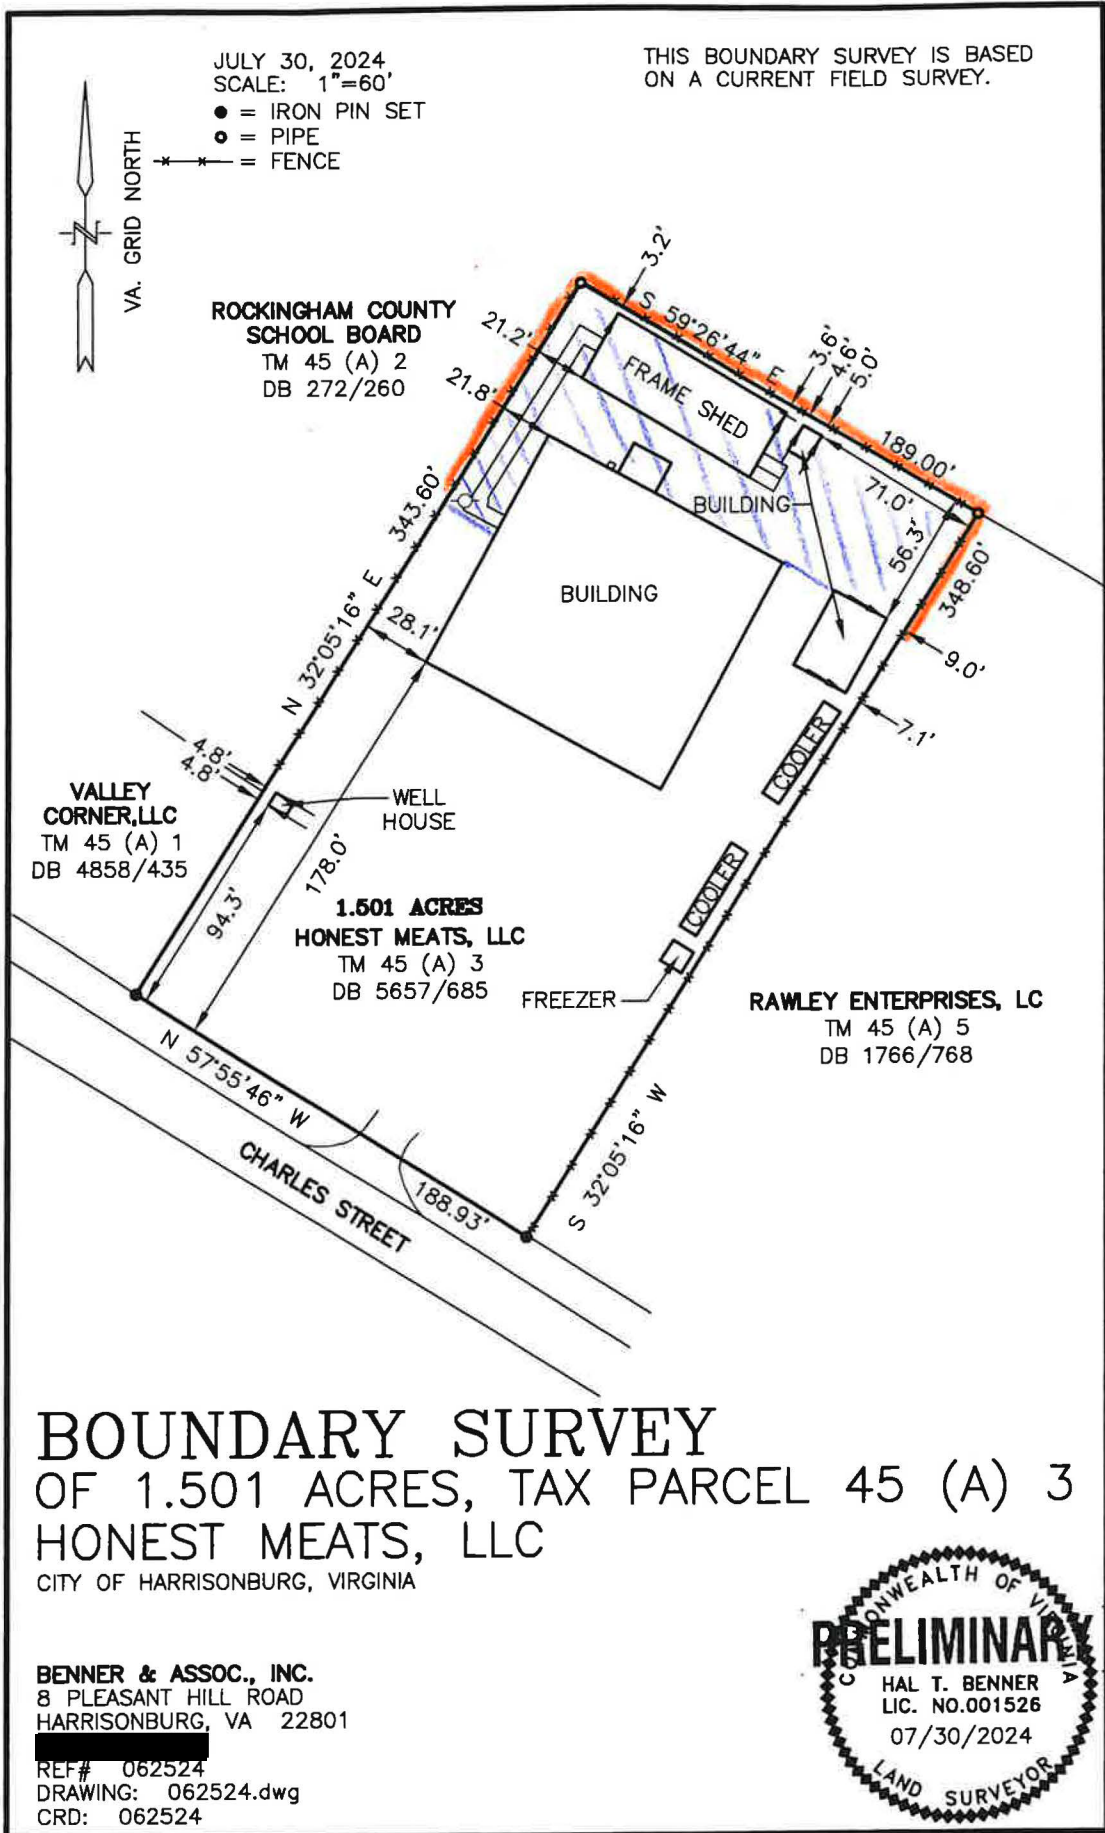 JULY 30, 2024
SCALE: 1"=60'
● = IRON PIN SET
o = PIPE
= FENCE
THIS BOUNDARY SURVEY IS BASED
ON A CURRENT FIELD SURVEY.
VA. GRID NORTH
N
ROCKINGHAM COUNTY
SCHOOL BOARD
TM 45 (A) 2
DB 272/260
3.2'
S 59°26'44" E
189.00'
3.6'
4.6'
5.0'
21.2'
21.8'
FRAME SHED
71.0'
BUILDING
56.3'
343.60'
N 32°05'16" E
348.60'
BUILDING
28.1'
9.0'
7.1'
COOLER
4.8'
4.8'
WELL
HOUSE
VALLEY
CORNER,LLC
TM 45 (A) 1
DB 4858/435
178.0'
94.3'
COOLER
1.501 ACRES
HONEST MEATS, LLC
TM 45 (A) 3
DB 5657/685
FREEZER
RAWLEY ENTERPRISES, LC
TM 45 (A) 5
DB 1766/768
N 57°55'46" W
188.93'
S 32°05'16" W
CHARLES STREET
BOUNDARY SURVEY
OF 1.501 ACRES, TAX PARCEL 45 (A) 3
HONEST MEATS, LLC
CITY OF HARRISONBURG, VIRGINIA
BENNER & ASSOC., INC.
8 PLEASANT HILL ROAD
HARRISONBURG, VA 22801
REF# 062524
DRAWING: 062524.dwg
CRD: 062524
COMMONWEALTH OF VIRGINIA
PRELIMINARY
HAL T. BENNER
LIC. NO.001526
07/30/2024
LAND SURVEYOR